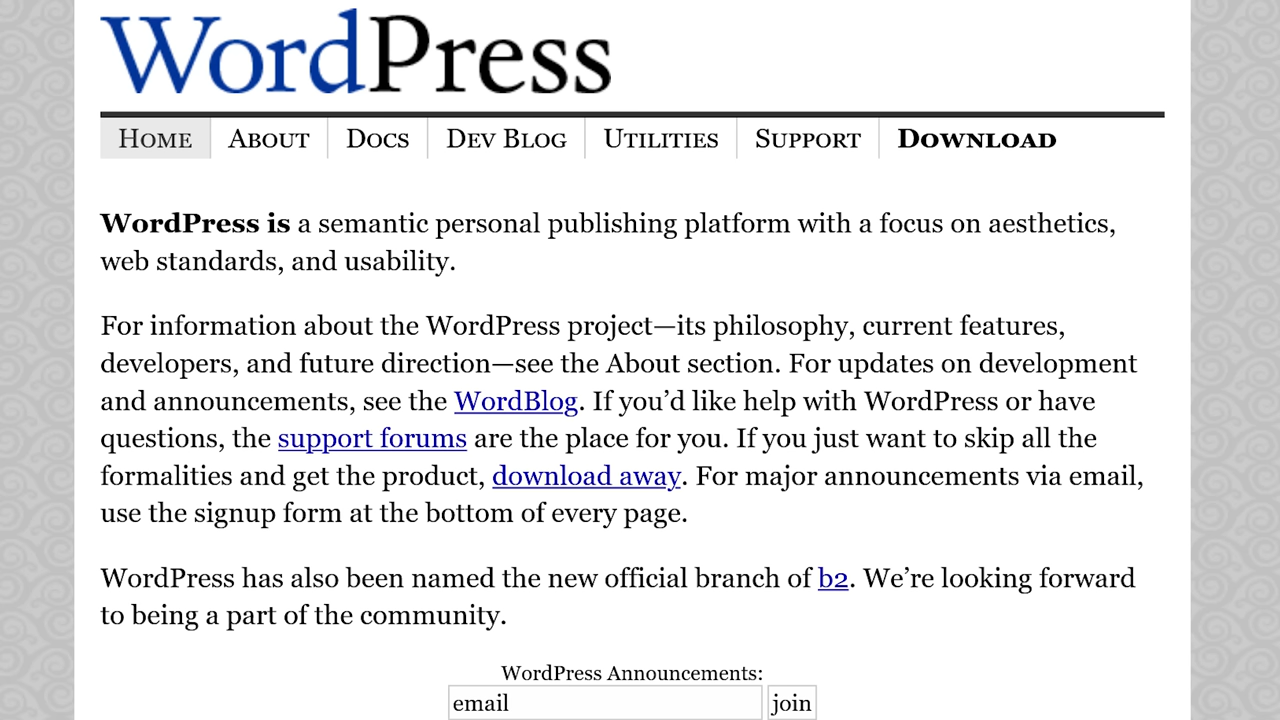 WordPress
Home About Docs Dev Blog Utilities Support Download
WordPress is a semantic personal publishing platform with a focus on aesthetics,
web standards, and usability.
For information about the WordPress project—its philosophy, current features,
developers, and future direction—see the About section. For updates on development
and announcements, see the WordBlog. If you’d like help with WordPress or have
questions, the support forums are the place for you. If you just want to skip all the
formalities and get the product, download away. For major announcements via email,
use the signup form at the bottom of every page.
WordPress has also been named the new official branch of b2. We’re looking forward
to being a part of the community.
WordPress Announcements:
email join